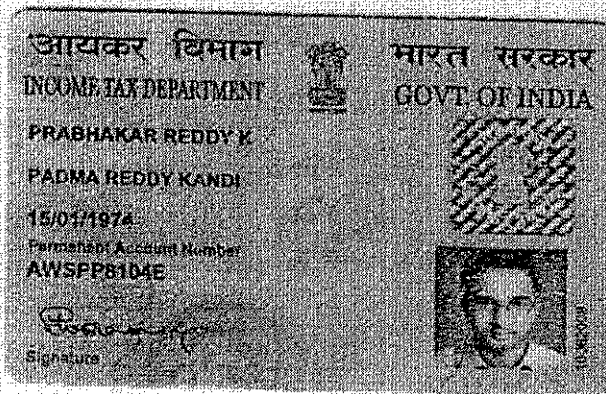 आयकर विभाग
भारत सरकार
INCOME TAX DEPARTMENT
GOVT. OF INDIA
PRABHAKAR REDDY K
PADMA REDDY KANDI
15/01/1974
Permanent Account Number
AWSPP8104E
Signature